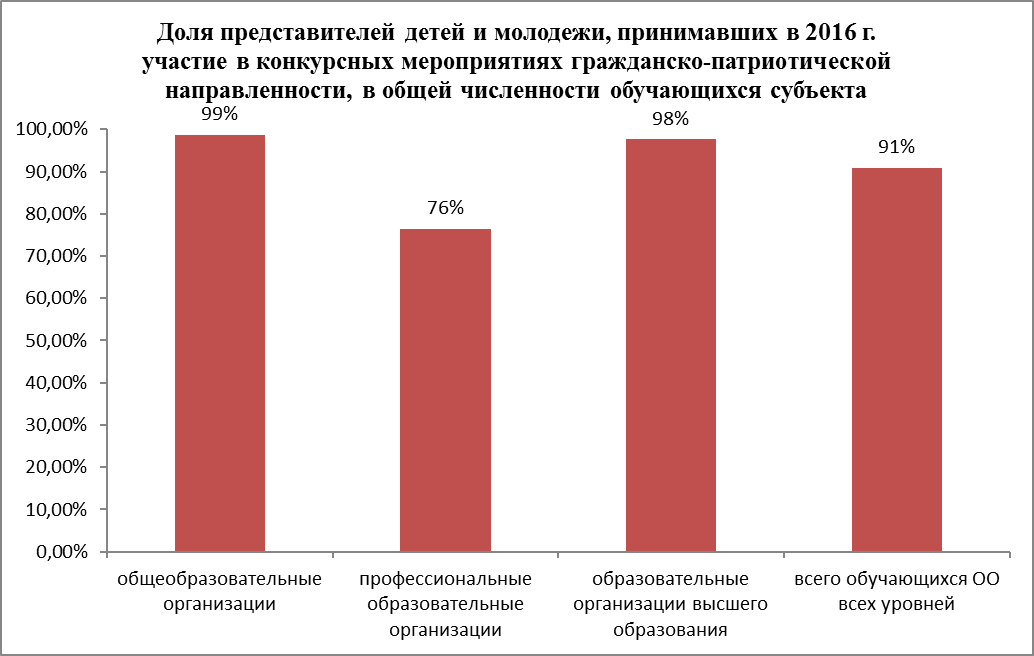 Доля представителей детей и молодежи, принимавших в 2016 г.
участие в конкурсных мероприятиях гражданско-патриотической
направленности, в общей численности обучающихся субъекта
100,00%
90,00%
80,00%
70,00%
60,00%
50,00%
40,00%
30,00%
20,00%
10,00%
0,00%
99%
76%
98%
91%
общеобразовательные
организации
профессиональные
образовательные
организации
образовательные
организации высшего
образования
всего обучающихся ОО
всех уровней